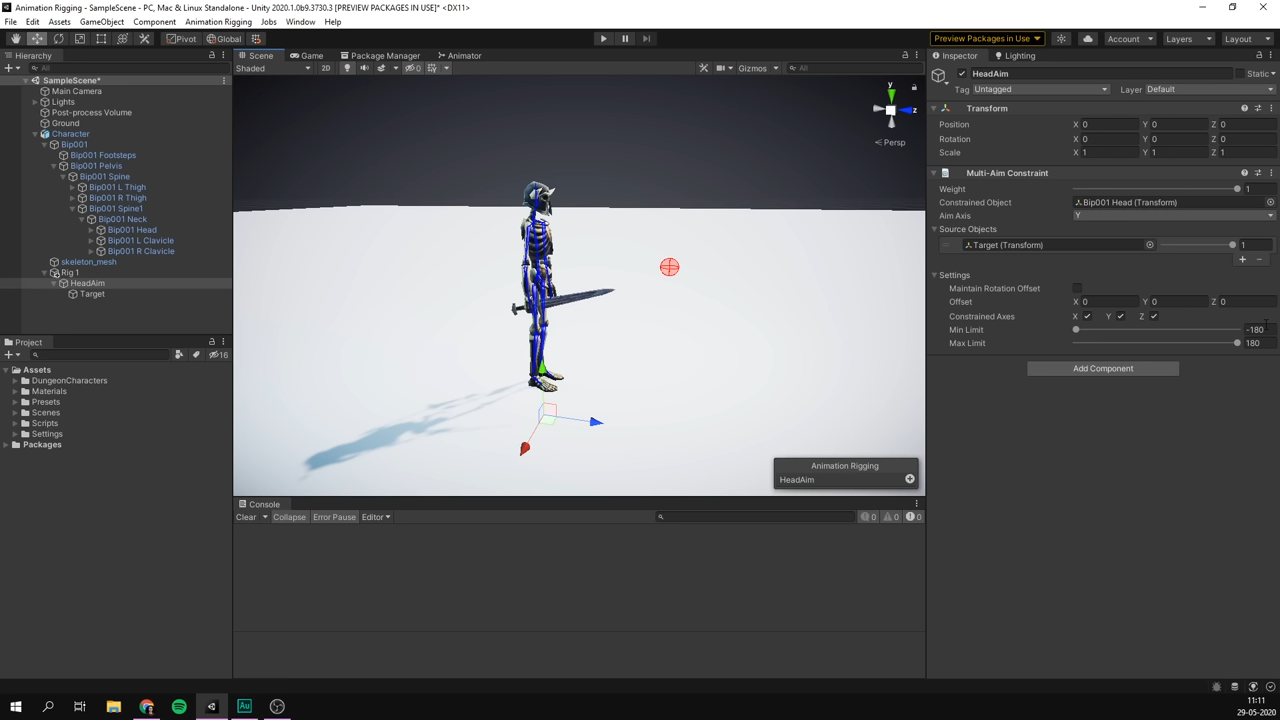 Animation Rigging - SampleScene - PC, Mac & Linux Standalone - Unity 2020.1.0b9.3730.3 [PREVIEW PACKAGES IN USE]* <DX11>
File Edit Assets GameObject Component Animation Rigging Jobs Window Help
Pivot Global Preview Packages in Use Account Layers Layout
Hierarchy
All
SampleScene*
Main Camera
Lights
Post-process Volume
Ground
Character
Bip001
Bip001 Footsteps
Bip001 Pelvis
Bip001 Spine
Bip001 L Thigh
Bip001 R Thigh
Bip001 Spine1
Bip001 Neck
Bip001 Head
Bip001 L Clavicle
Bip001 R Clavicle
skeleton_mesh
Rig 1
HeadAim
Target
Project
16
Assets
DungeonCharacters
Materials
Presets
Scenes
Scripts
Settings
Packages
Scene Game Package Manager Animator
Shaded 2D 0 Gizmos All
y
z
Persp
Animation Rigging
HeadAim
Console
Clear Collapse Error Pause Editor 0 0 0
Inspector Lighting
HeadAim Static
Tag Untagged Layer Default
Transform
Position X 0 Y 0 Z 0
Rotation X 0 Y 0 Z 0
Scale X 1 Y 1 Z 1
Multi-Aim Constraint
Weight 1
Constrained Object Bip001 Head (Transform)
Aim Axis Y
Source Objects
Target (Transform) 1
Settings
Maintain Rotation Offset
Offset X 0 Y 0 Z 0
Constrained Axes X Y Z
Min Limit -180
Max Limit 180
Add Component
Au
11:11
29-05-2020